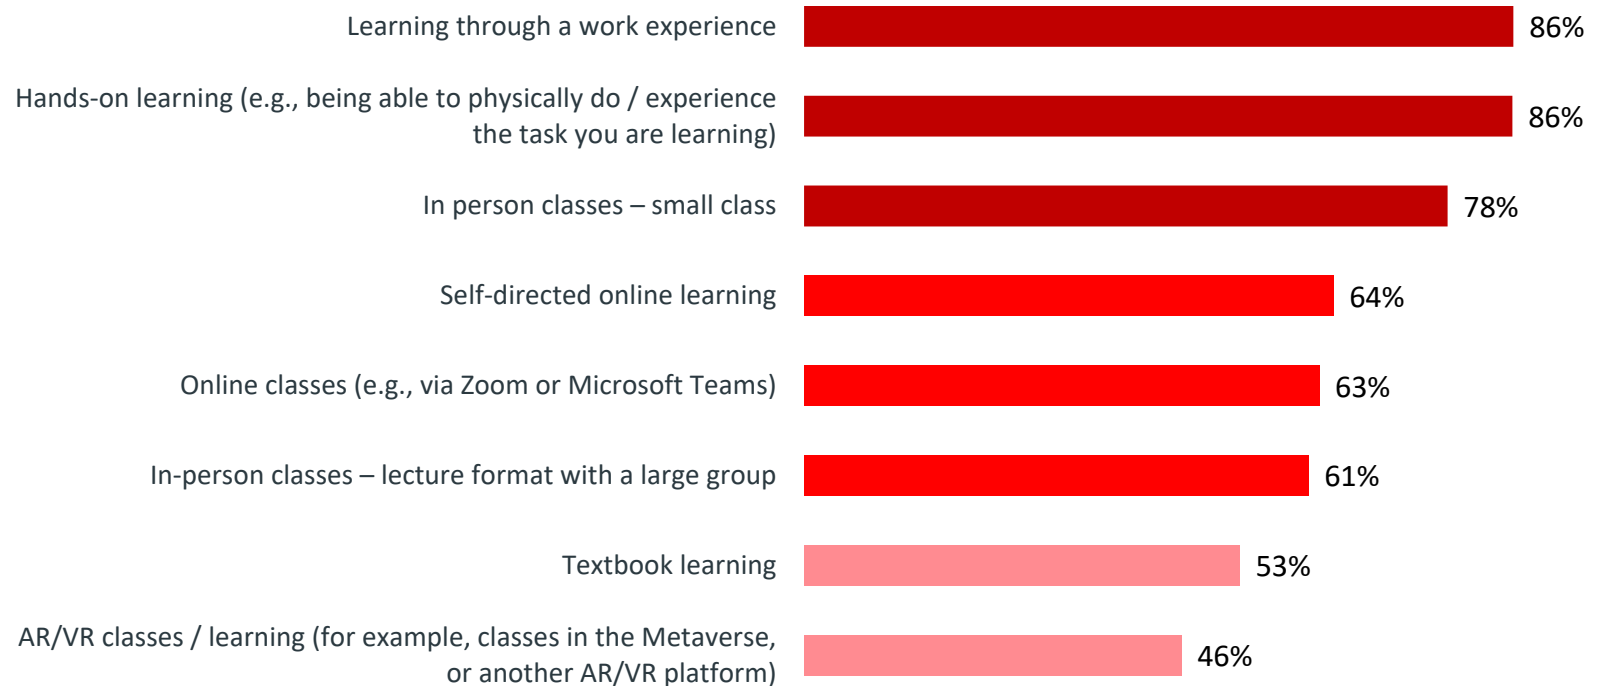 Learning through a work experience
86%
Hands-on learning (e.g., being able to physically do / experience
the task you are learning)
86%
In person classes – small class
78%
Self-directed online learning
64%
Online classes (e.g., via Zoom or Microsoft Teams)
63%
In-person classes – lecture format with a large group
61%
Textbook learning
53%
AR/VR classes / learning (for example, classes in the Metaverse,
or another AR/VR platform)
46%